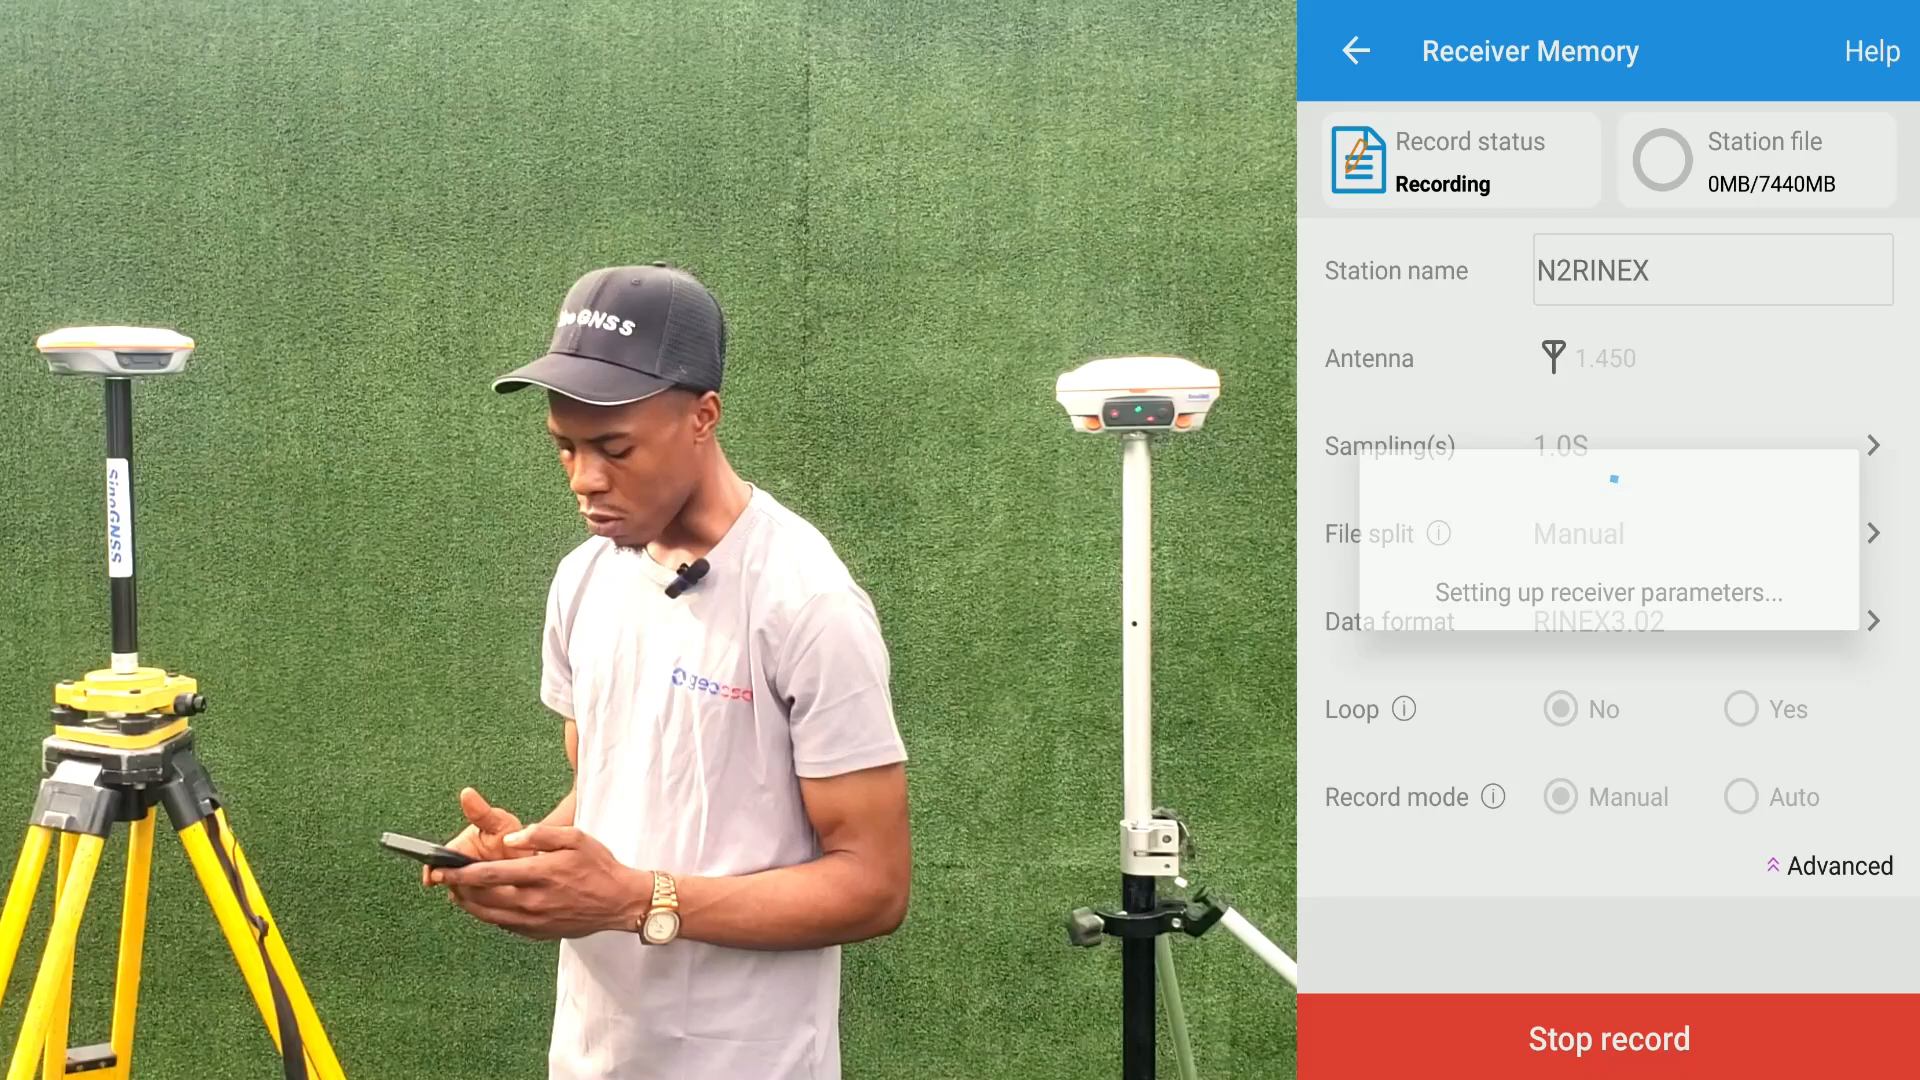 GNSS
SinoGNSS
Receiver Memory
Help
Record status
Recording
Station file
0MB/7440MB
Station name
N2RINEX
Antenna
1.450
Sampling(s)
1.0S
File split
Manual
Setting up receiver parameters...
Data format
RINEX3.02
Loop
No
Yes
Record mode
Manual
Auto
Advanced
Stop record